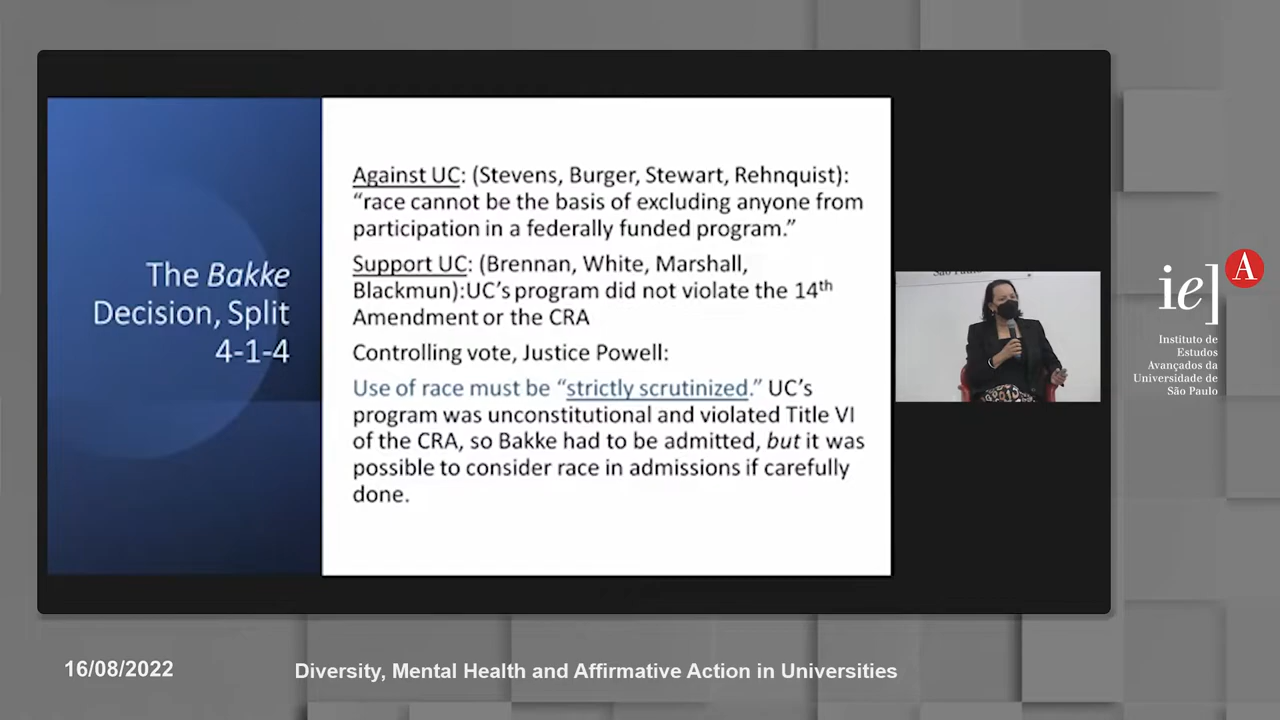 The Bakke
Decision, Split
4-1-4
Against UC: (Stevens, Burger, Stewart, Rehnquist):
“race cannot be the basis of excluding anyone from
participation in a federally funded program.”
Support UC: (Brennan, White, Marshall,
Blackmun):UC’s program did not violate the 14th
Amendment or the CRA
Controlling vote, Justice Powell:
Use of race must be “strictly scrutinized.” UC’s
program was unconstitutional and violated Title VI
of the CRA, so Bakke had to be admitted, but it was
possible to consider race in admissions if carefully
done.
São Paulo
ie] A
Instituto de
Estudos
Avançados da
Universidade de
São Paulo
16/08/2022
Diversity, Mental Health and Affirmative Action in Universities